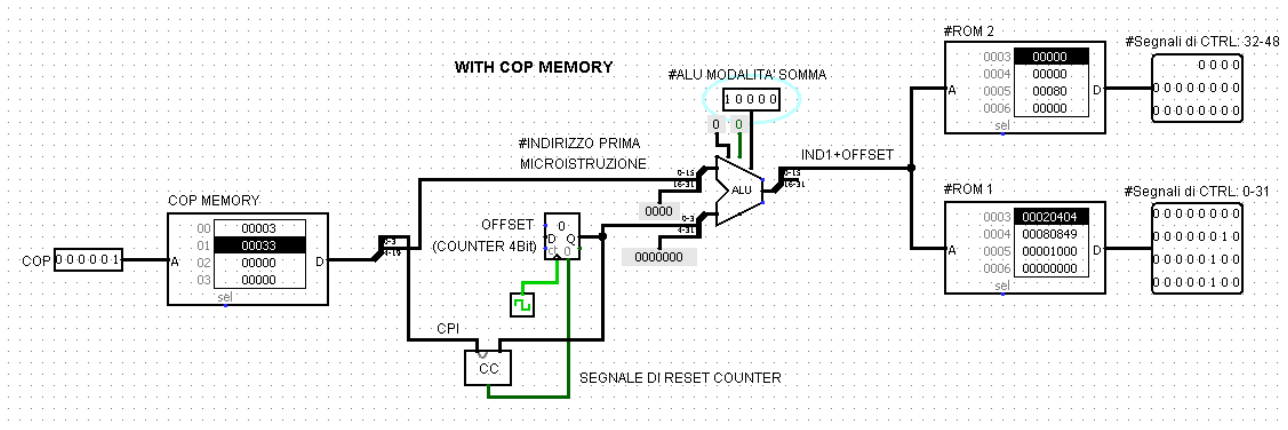 #ROM 2
#Segnali di CTRL: 32-48
WITH COP MEMORY
#ALU MODALITA' SOMMA
0003 00000
0004 00000
0005 00080
0006 00000
A
D
sel
0 0 0 0
0 0 0 0 0 0 0 0
0 0 0 0 0 0 0 0
1 0 0 0 0
0
0
#INDIRIZZO PRIMA
MICROISTRUZIONE
0-15
16-31
ALU
IND1+OFFSET
0-15
16-31
0000
0-3
4-31
0000000
#ROM 1
#Segnali di CTRL: 0-31
0003 00020404
0004 00080849
0005 00001000
0006 00000000
A
D
sel
0 0 0 0 0 0 0 0
0 0 0 0 0 0 1 0
0 0 0 0 0 1 0 0
0 0 0 0 0 1 0 0
COP MEMORY
00 00003
01 00033
02 00000
03 00000
A
D
sel
COP
0 0 0 0 0 1
0-3
4-19
OFFSET
(COUNTER 4Bit)
0
D Q
0
CPI
CC
SEGNALE DI RESET COUNTER